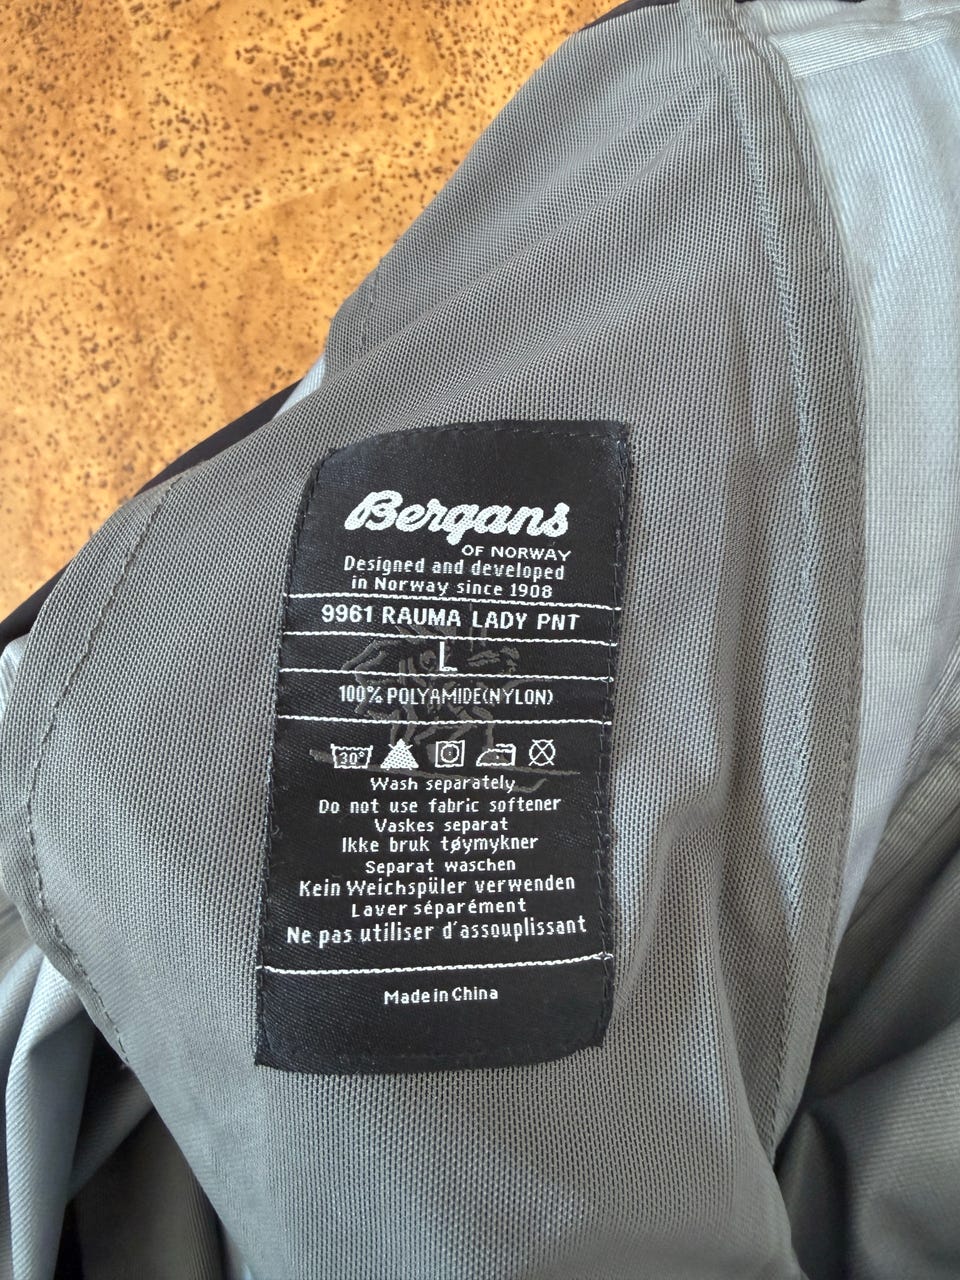 Bergans
OF NORWAY
Designed and developed
in Norway since 1908
9961 RAUMA LADY PNT
L
100% POLYAMIDE(NYLON)
30°
Wash separately
Do not use fabric softener
Vaskes separat
Ikke bruk tøymykner
Separat waschen
Kein Weichspüler verwenden
Laver séparément
Ne pas utiliser d'assouplissant
Made in China